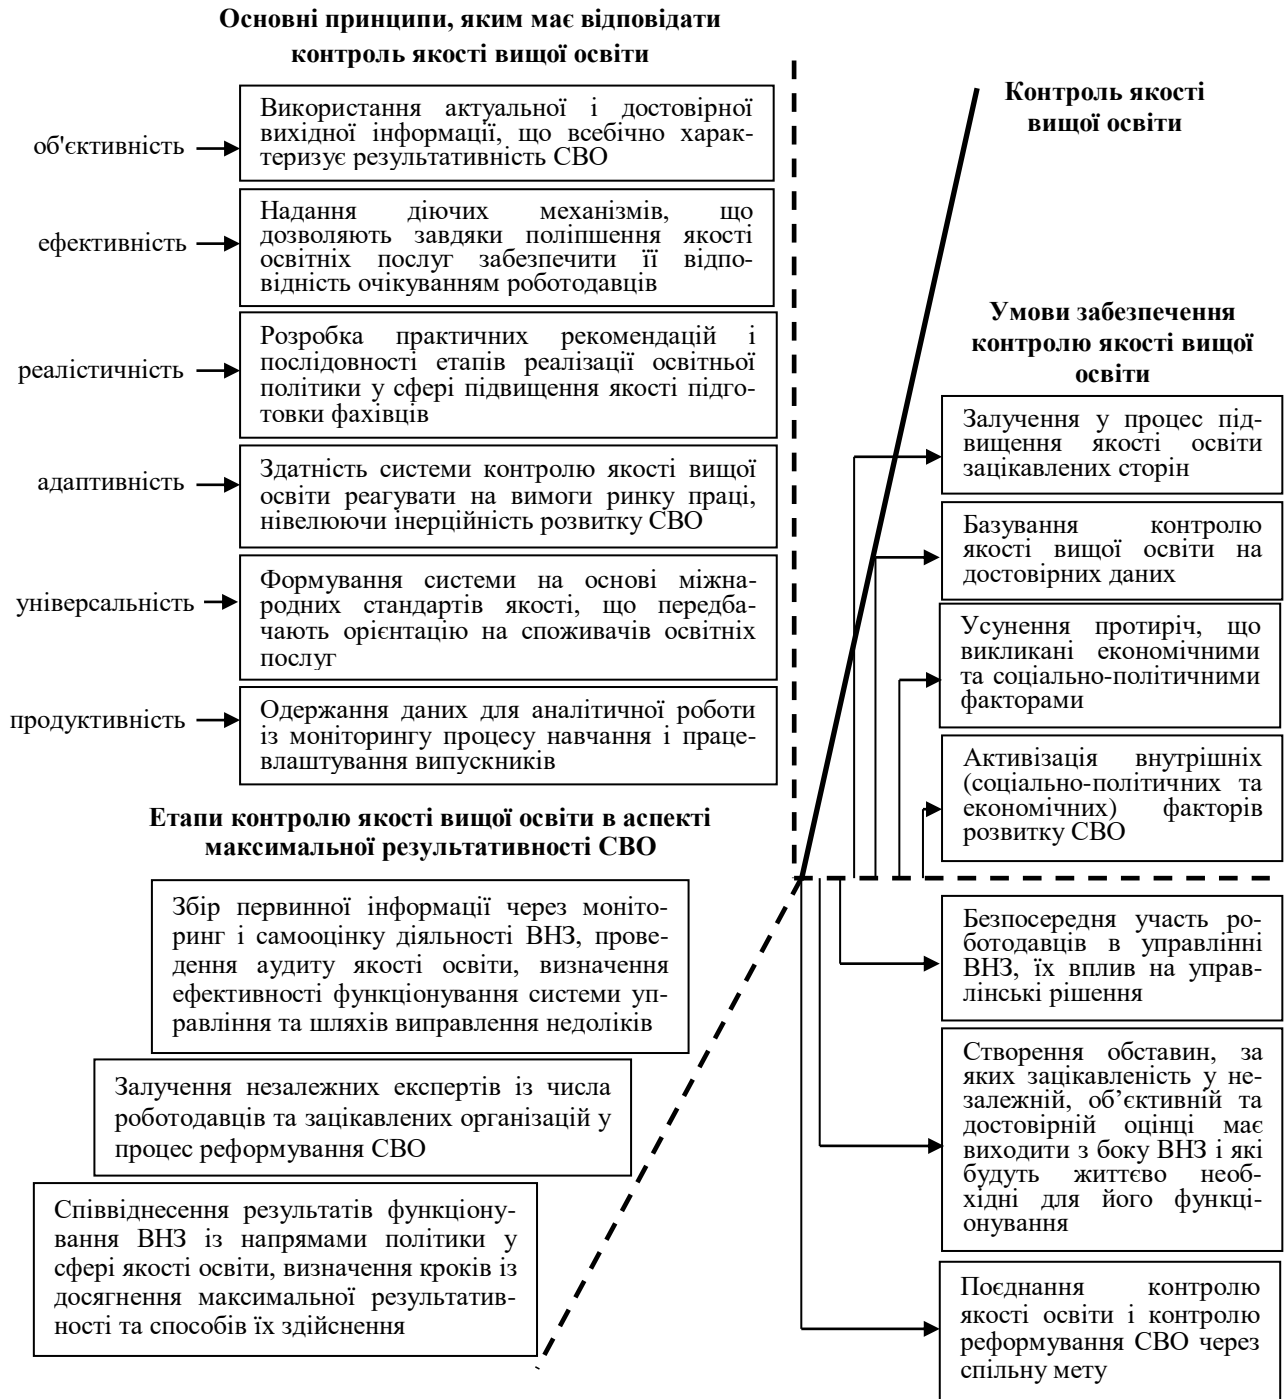 Основні принципи, яким має відповідати
контроль якості вищої освіти
об'єктивність
Використання актуальної і достовірної
вихідної інформації, що всебічно харак-
теризує результативність СВО
ефективність
Надання діючих механізмів, що
дозволяють завдяки поліпшення якості
освітніх послуг забезпечити її відпо-
відність очікуванням роботодавців
реалістичність
Розробка практичних рекомендацій і
послідовності етапів реалізації освітньої
політики у сфері підвищення якості підго-
товки фахівців
адаптивність
Здатність системи контролю якості вищої
освіти реагувати на вимоги ринку праці,
нівелюючи інерційність розвитку СВО
універсальність
Формування системи на основі міжна-
родних стандартів якості, що передба-
чають орієнтацію на споживачів освітніх
послуг
продуктивність
Одержання даних для аналітичної роботи
із моніторингу процесу навчання і праце-
влаштування випускників
Етапи контролю якості вищої освіти в аспекті
максимальної результативності СВО
Збір первинної інформації через моніто-
ринг і самооцінку діяльності ВНЗ, прове-
дення аудиту якості освіти, визначення
ефективності функціонування системи уп-
равління та шляхів виправлення недоліків
Залучення незалежних експертів із числа
роботодавців та зацікавлених організацій у
процес реформування СВО
Співвіднесення результатів функціону-
вання ВНЗ із напрямами політики у
сфері якості освіти, визначення кроків із
досягнення максимальної результатив-
ності та способів їх здійснення
Контроль якості
вищої освіти
Умови забезпечення
контролю якості вищої
освіти
Залучення у процес під-
вищення якості освіти
зацікавлених сторін
Базування контролю
якості вищої освіти на
достовірних даних
Усунення протиріч, що
викликані економічними
та соціально-політичними
факторами
Активізація внутрішніх
(соціально-політичних та
економічних) факторів
розвитку СВО
Безпосередня участь ро-
ботодавців в управлінні
ВНЗ, їх вплив на управ-
лінські рішення
Створення обставин, за
яких зацікавленість у не-
залежній, об’єктивній та
достовірній оцінці має
виходити з боку ВНЗ і які
будуть життєво необ-
хідні для його функці-
онування
Поєднання контролю
якості освіти і контролю
реформування СВО через
спільну мету